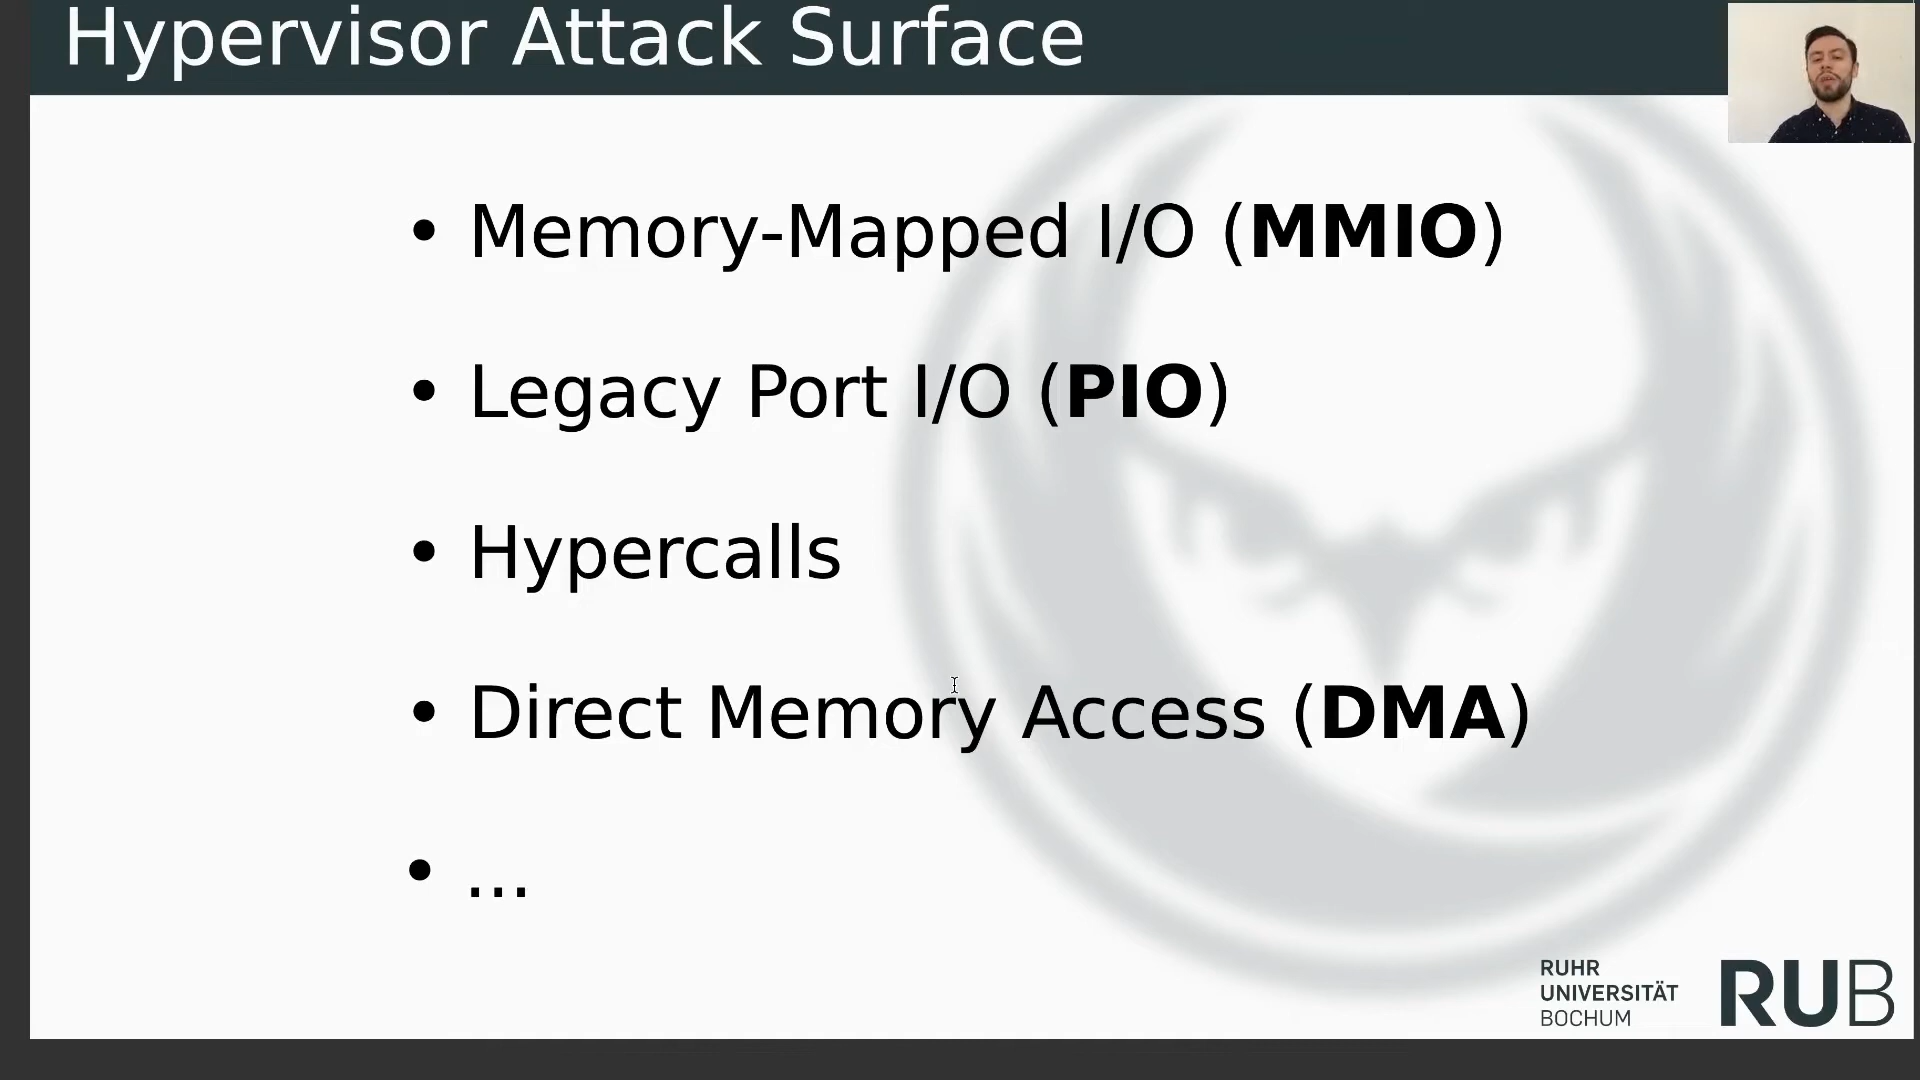 Hypervisor Attack Surface
• Memory-Mapped I/O (MMIO)
• Legacy Port I/O (PIO)
• Hypercalls
• Direct Memory Access (DMA)
• ...
RUHR
UNIVERSITÄT
BOCHUM
RUB